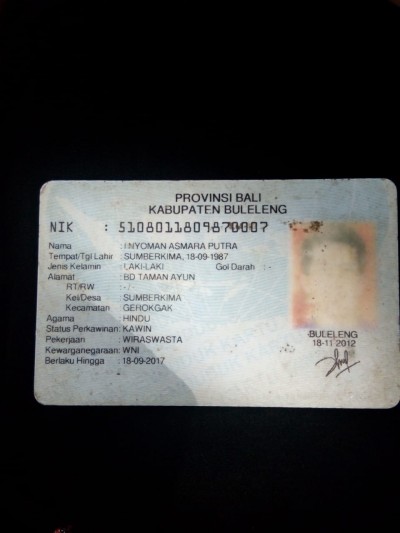 PROVINSI BALI
KABUPATEN BULELENG
NIK : 5108011809870007
Nama : I NYOMAN ASMARA PUTRA
Tempat/Tgl Lahir : SUMBERKIMA, 18-09-1987
Jenis Kelamin : LAKI-LAKI Gol Darah : -
Alamat : BD TAMAN AYUN
RT/RW : -/-
Kel/Desa : SUMBERKIMA
Kecamatan : GEROKGAK
Agama : HINDU
Status Perkawinan: KAWIN
Pekerjaan : WIRASWASTA
Kewarganegaraan: WNI
Berlaku Hingga : 18-09-2017
BULELENG
18-11-2012